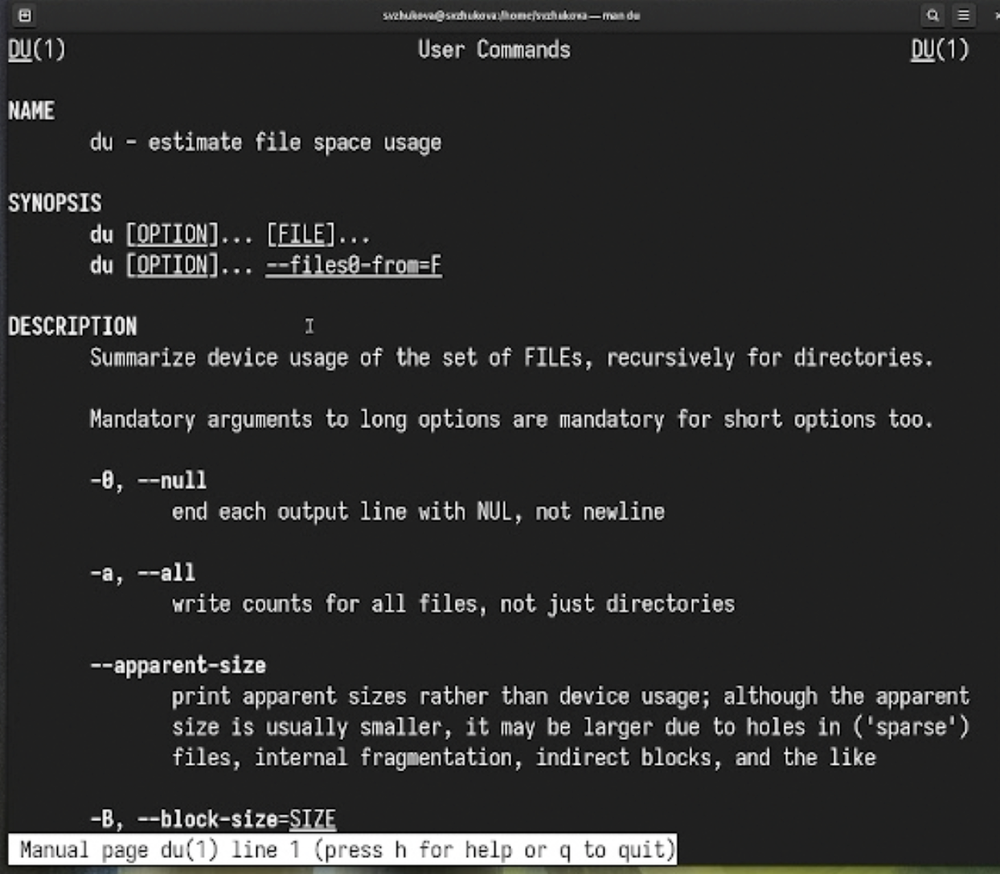 svzhukova@svzhukova:/home/svzhukova — man du
DU(1) User Commands DU(1)
NAME
du - estimate file space usage
SYNOPSIS
du [OPTION]... [FILE]...
du [OPTION]... --files0-from=F
DESCRIPTION
Summarize device usage of the set of FILEs, recursively for directories.
Mandatory arguments to long options are mandatory for short options too.
-0, --null
end each output line with NUL, not newline
-a, --all
write counts for all files, not just directories
--apparent-size
print apparent sizes rather than device usage; although the apparent
size is usually smaller, it may be larger due to holes in ('sparse')
files, internal fragmentation, indirect blocks, and the like
-B, --block-size=SIZE
Manual page du(1) line 1 (press h for help or q to quit)